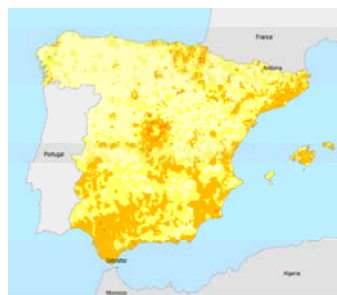 France
Andorra
Portugal
Gibraltar
Algeria
Morocco